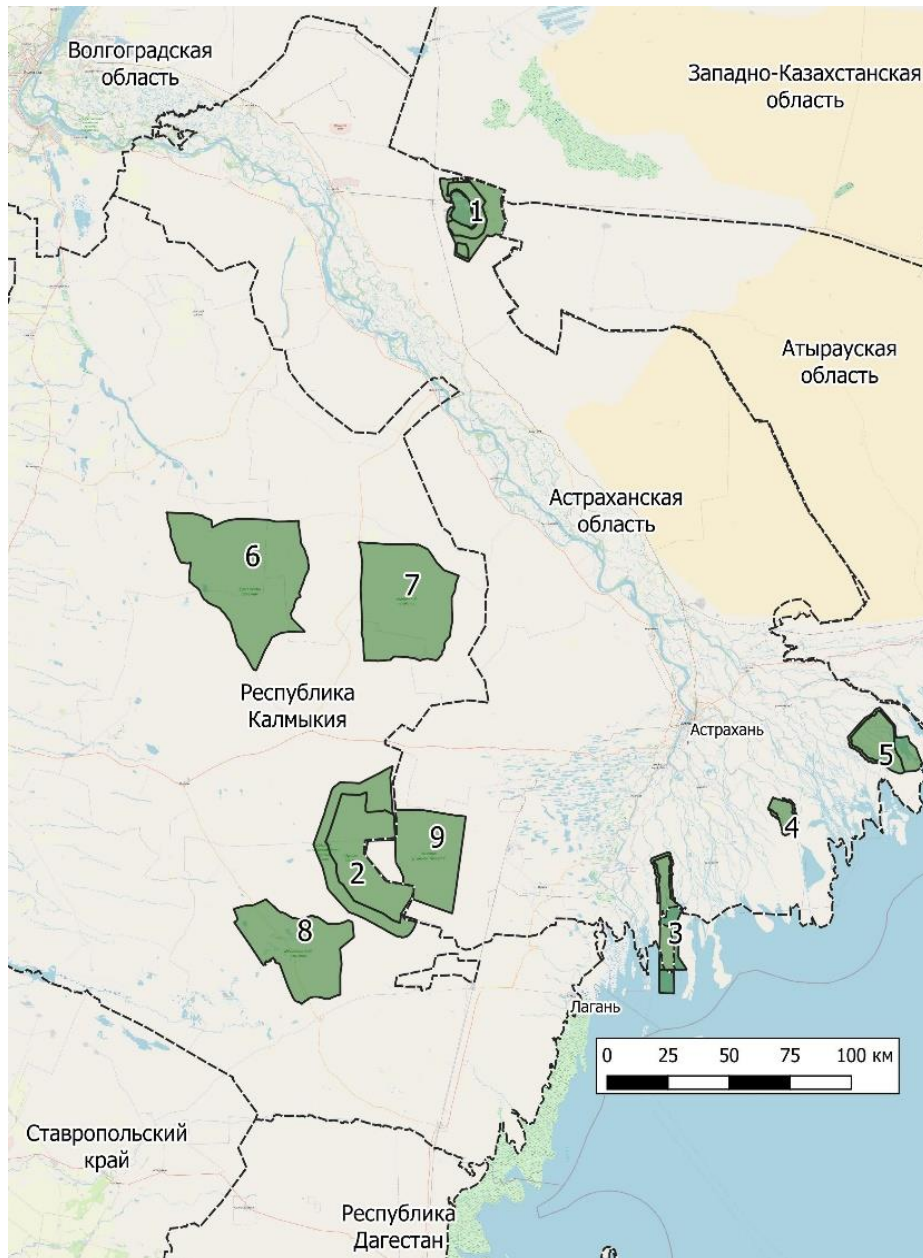 Волгоградская
область
Западно-Казахстанская
область
1
Атырауская
область
Астраханская
область
6
7
Республика
Калмыкия
Астрахань
5
4
9
2
8
3
Лагань
0 25 50 75 100 км
Ставропольский
край
Республика
Дагестан